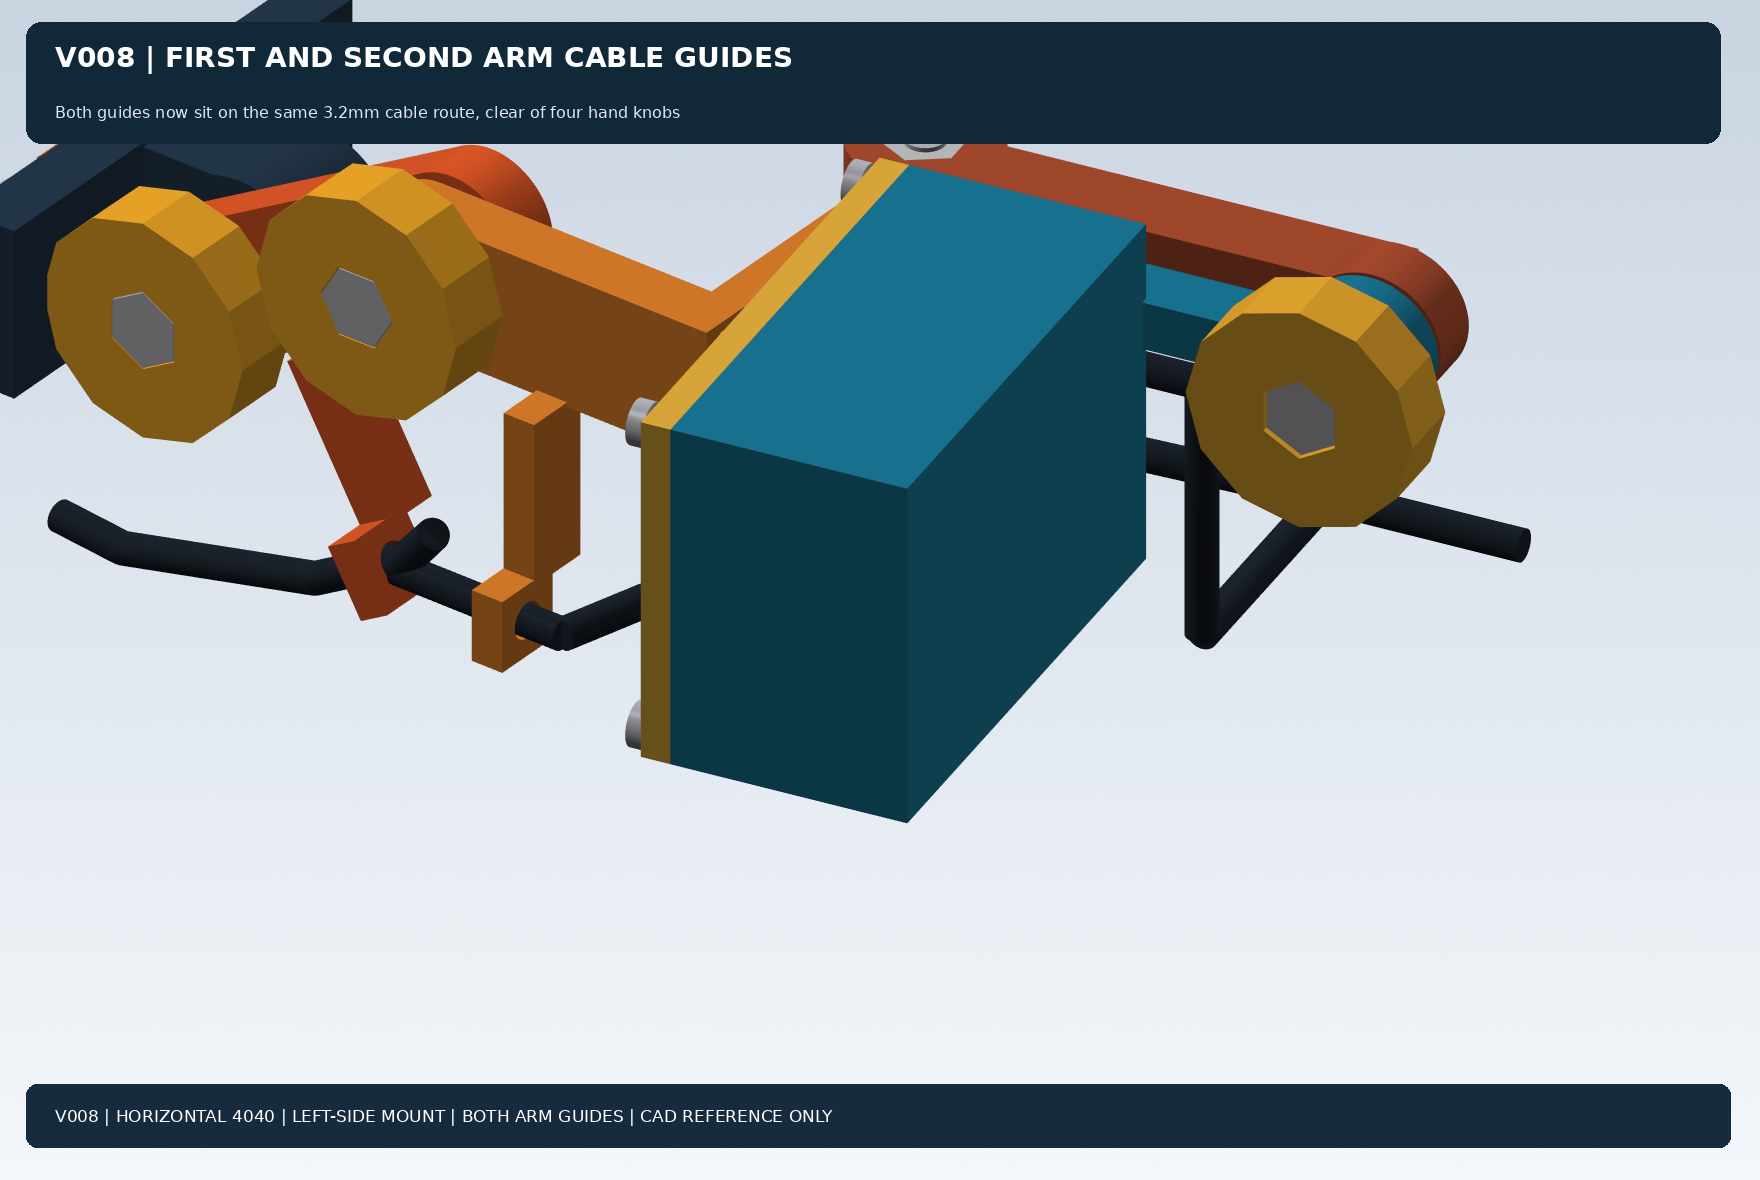 V008 | FIRST AND SECOND ARM CABLE GUIDES
Both guides now sit on the same 3.2mm cable route, clear of four hand knobs
V008 | HORIZONTAL 4040 | LEFT-SIDE MOUNT | BOTH ARM GUIDES | CAD REFERENCE ONLY